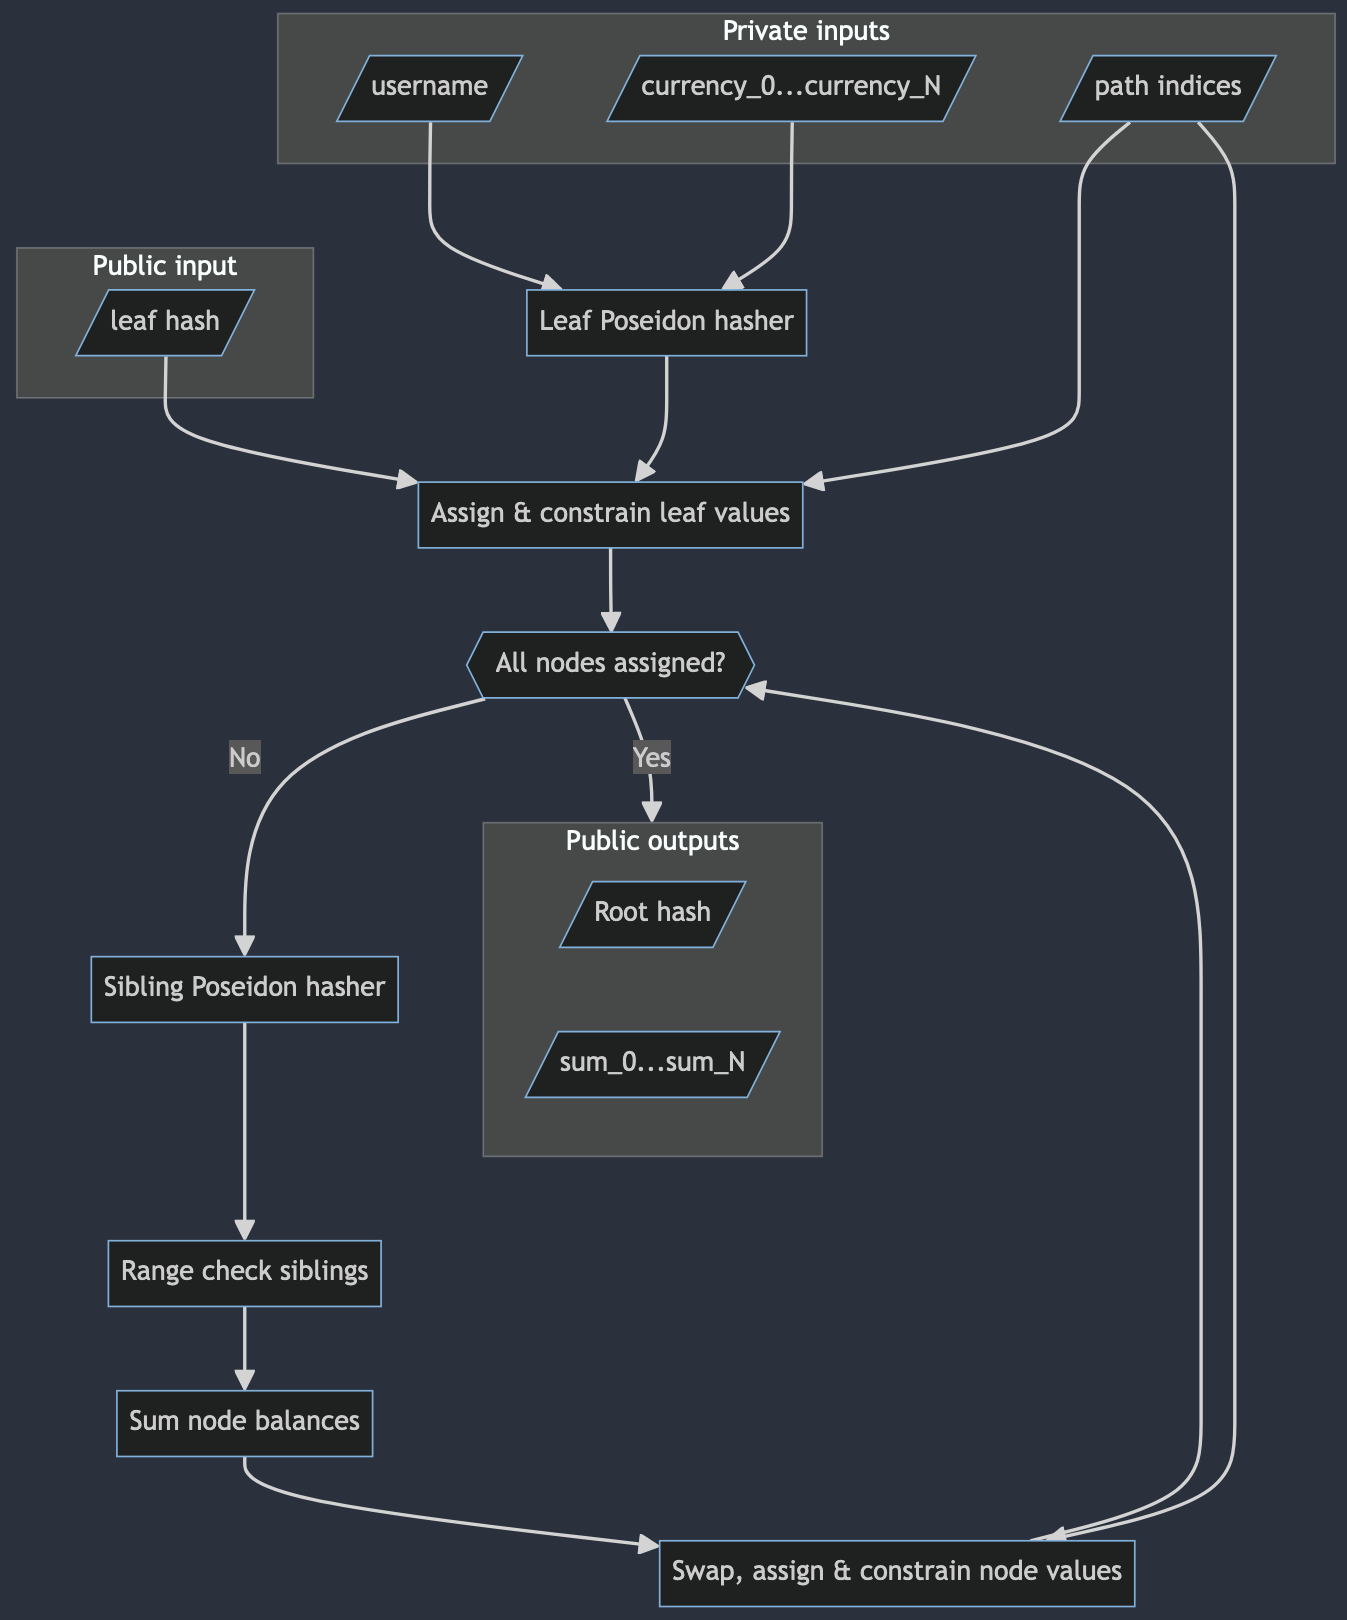 Private inputs
username
currency_0...currency_N
path indices
Public input
leaf hash
Leaf Poseidon hasher
Assign & constrain leaf values
All nodes assigned?
No
Yes
Public outputs
Root hash
Sibling Poseidon hasher
sum_0...sum_N
Range check siblings
Sum node balances
Swap, assign & constrain node values